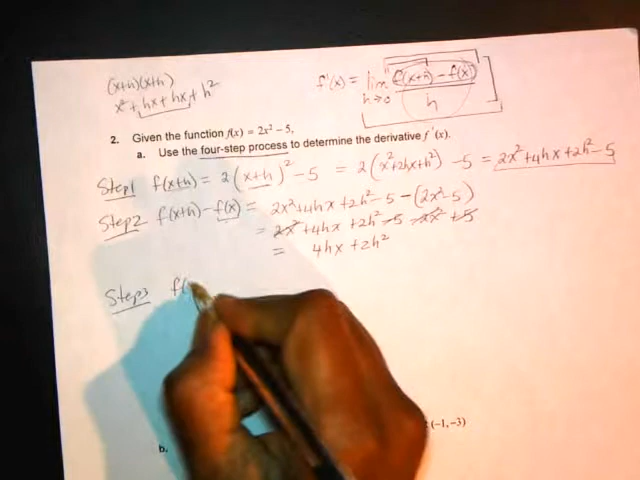 (x+h)(x+h)
x²+hx+hx+h²
f'(x) = lim h→0 [f(x+h) - f(x)] / h
2. Given the function f(x) = 2x² – 5,
a. Use the four-step process to determine the derivative f '(x).
Step1 f(x+h) = 2(x+h)² - 5 = 2(x²+2hx+h²) - 5 = 2x²+4hx+2h²-5
Step2 f(x+h) - f(x) = 2x²+4hx+2h²-5 -(2x²-5)
= 2x²+4hx+2h²-5-2x²+5
= 4hx+2h²
Step3 f(
(-1, –3)
b.